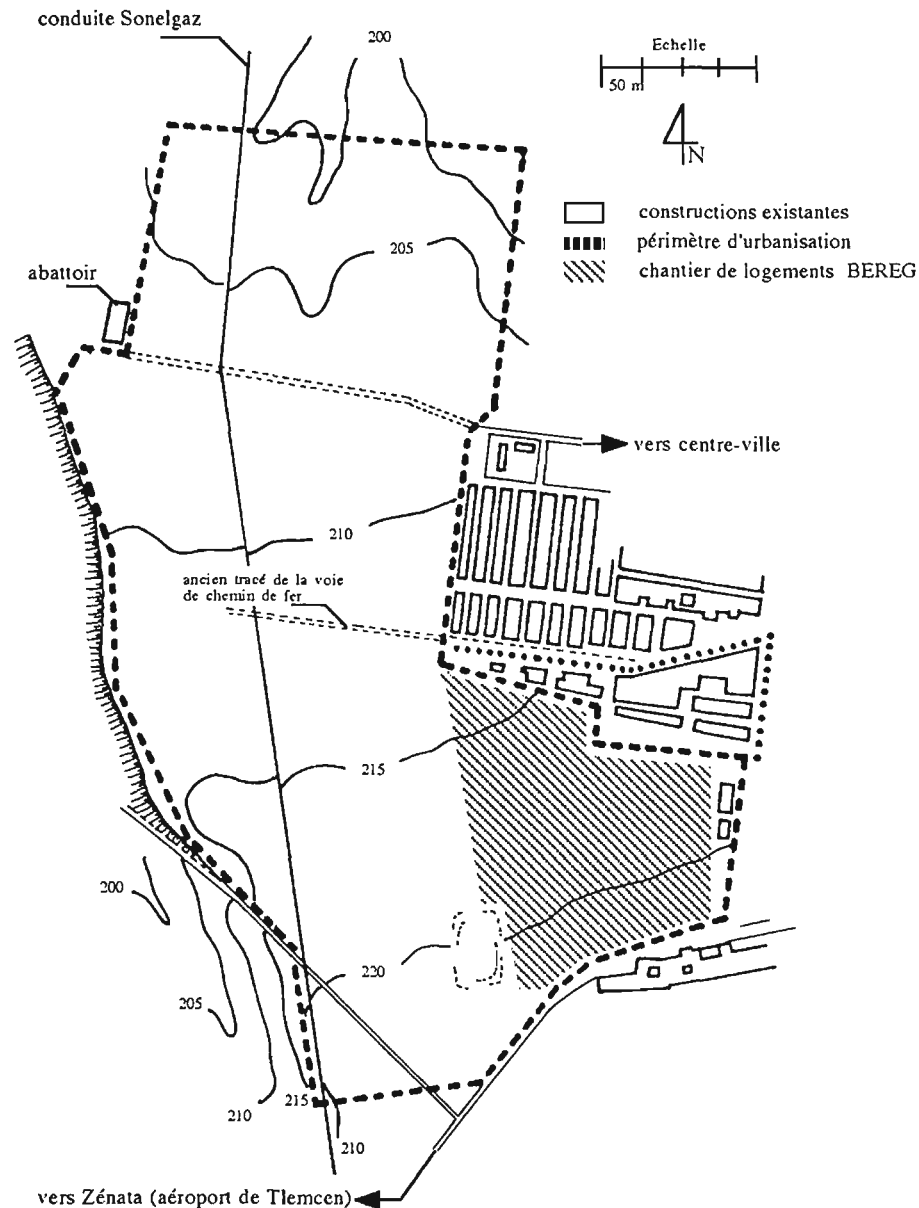 conduite Sonelgaz
200
Echelle
50 m
N
constructions existantes
périmètre d'urbanisation
chantier de logements BEREG
205
abattoir
vers centre-ville
210
ancien tracé de la voie
de chemin de fer
215
200
220
205
210
215
210
vers Zénata (aéroport de Tlemcen)